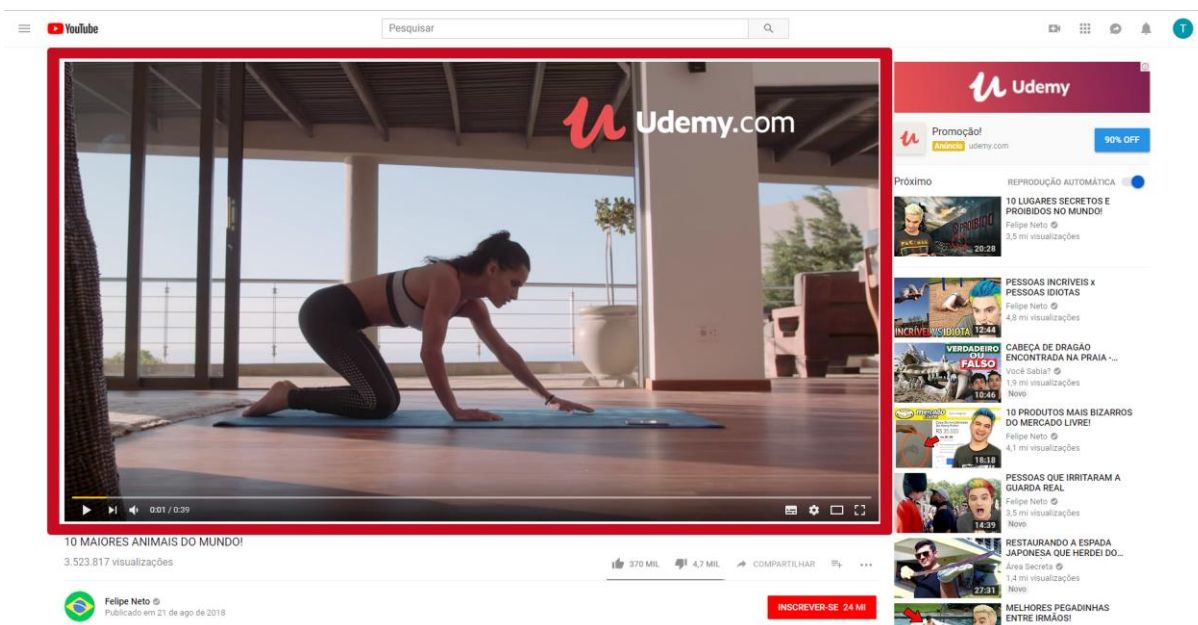 YouTube
Pesquisar
T
Udemy.com
0:01 / 0:39
10 MAIORES ANIMAIS DO MUNDO!
3.523.817 visualizações
370 MIL
4,7 MIL
COMPARTILHAR
Felipe Neto
Publicado em 21 de ago de 2018
INSCREVER-SE 24 MI
Udemy
Promoção!
Anúncio udemy.com
90% OFF
Próximo
REPRODUÇÃO AUTOMÁTICA
PROIBIDO
20:28
10 LUGARES SECRETOS E
PROIBIDOS NO MUNDO!
Felipe Neto
3,5 mi visualizações
INCRÍVEL VS IDIOTA
12:44
PESSOAS INCRÍVEIS x
PESSOAS IDIOTAS
Felipe Neto
4,8 mi visualizações
VERDADEIRO
OU
FALSO
10:46
CABEÇA DE DRAGÃO
ENCONTRADA NA PRAIA -...
Você Sabia?
1,9 mi visualizações
Novo
mercado
18:18
10 PRODUTOS MAIS BIZARROS
DO MERCADO LIVRE!
Felipe Neto
4,1 mi visualizações
14:39
PESSOAS QUE IRRITARAM A
GUARDA REAL
Felipe Neto
3,5 mi visualizações
Novo
27:31
RESTAURANDO A ESPADA
JAPONESA QUE HERDEI DO...
Área Secreta
1,4 mi visualizações
Novo
MELHORES PEGADINHAS
ENTRE IRMÃOS!